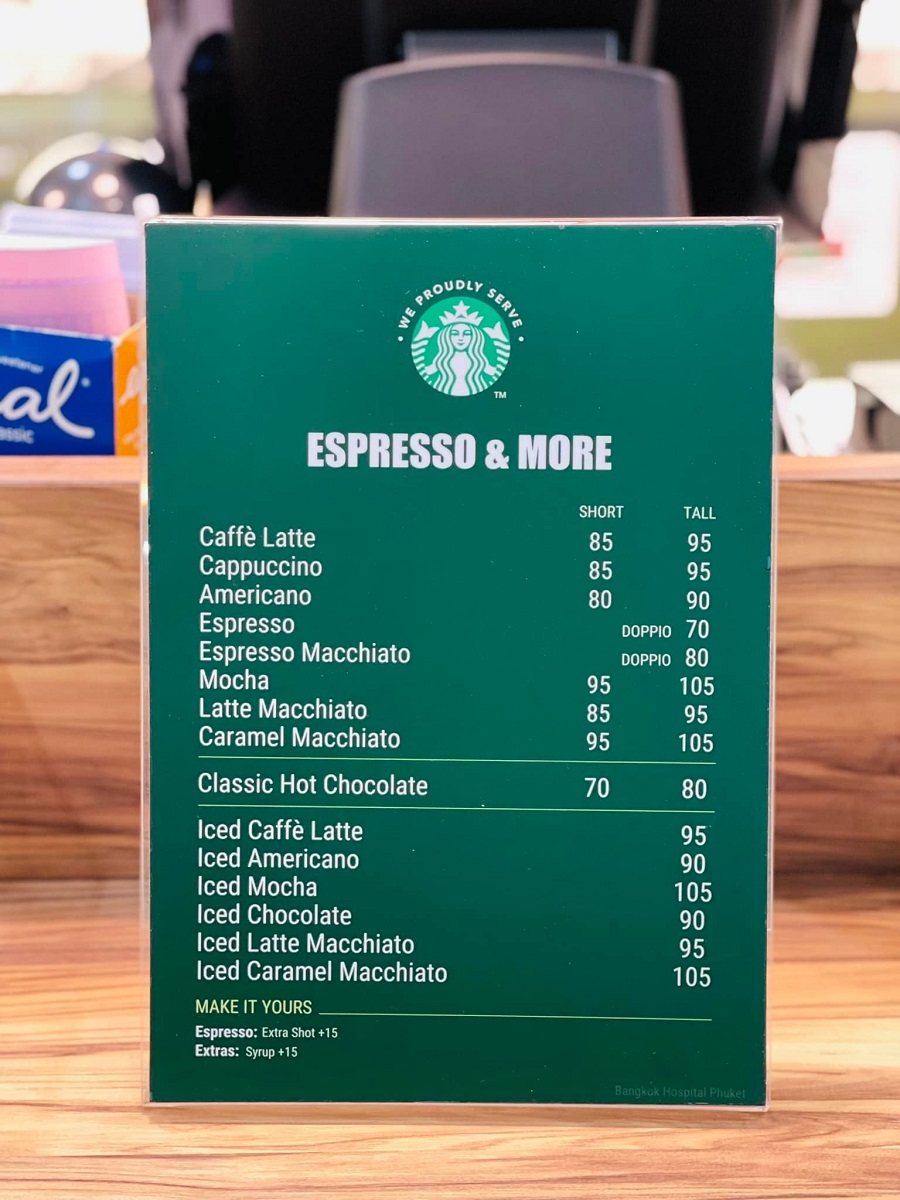 WE PROUDLY SERVE
TM
ESPRESSO & MORE
SHORT TALL
Caffè Latte 85 95
Cappuccino 85 95
Americano 80 90
Espresso DOPPIO 70
Espresso Macchiato DOPPIO 80
Mocha 95 105
Latte Macchiato 85 95
Caramel Macchiato 95 105
Classic Hot Chocolate 70 80
Iced Caffè Latte 95
Iced Americano 90
Iced Mocha 105
Iced Chocolate 90
Iced Latte Macchiato 95
Iced Caramel Macchiato 105
MAKE IT YOURS
Espresso: Extra Shot +15
Extras: Syrup +15
Bangkok Hospital Phuket
al